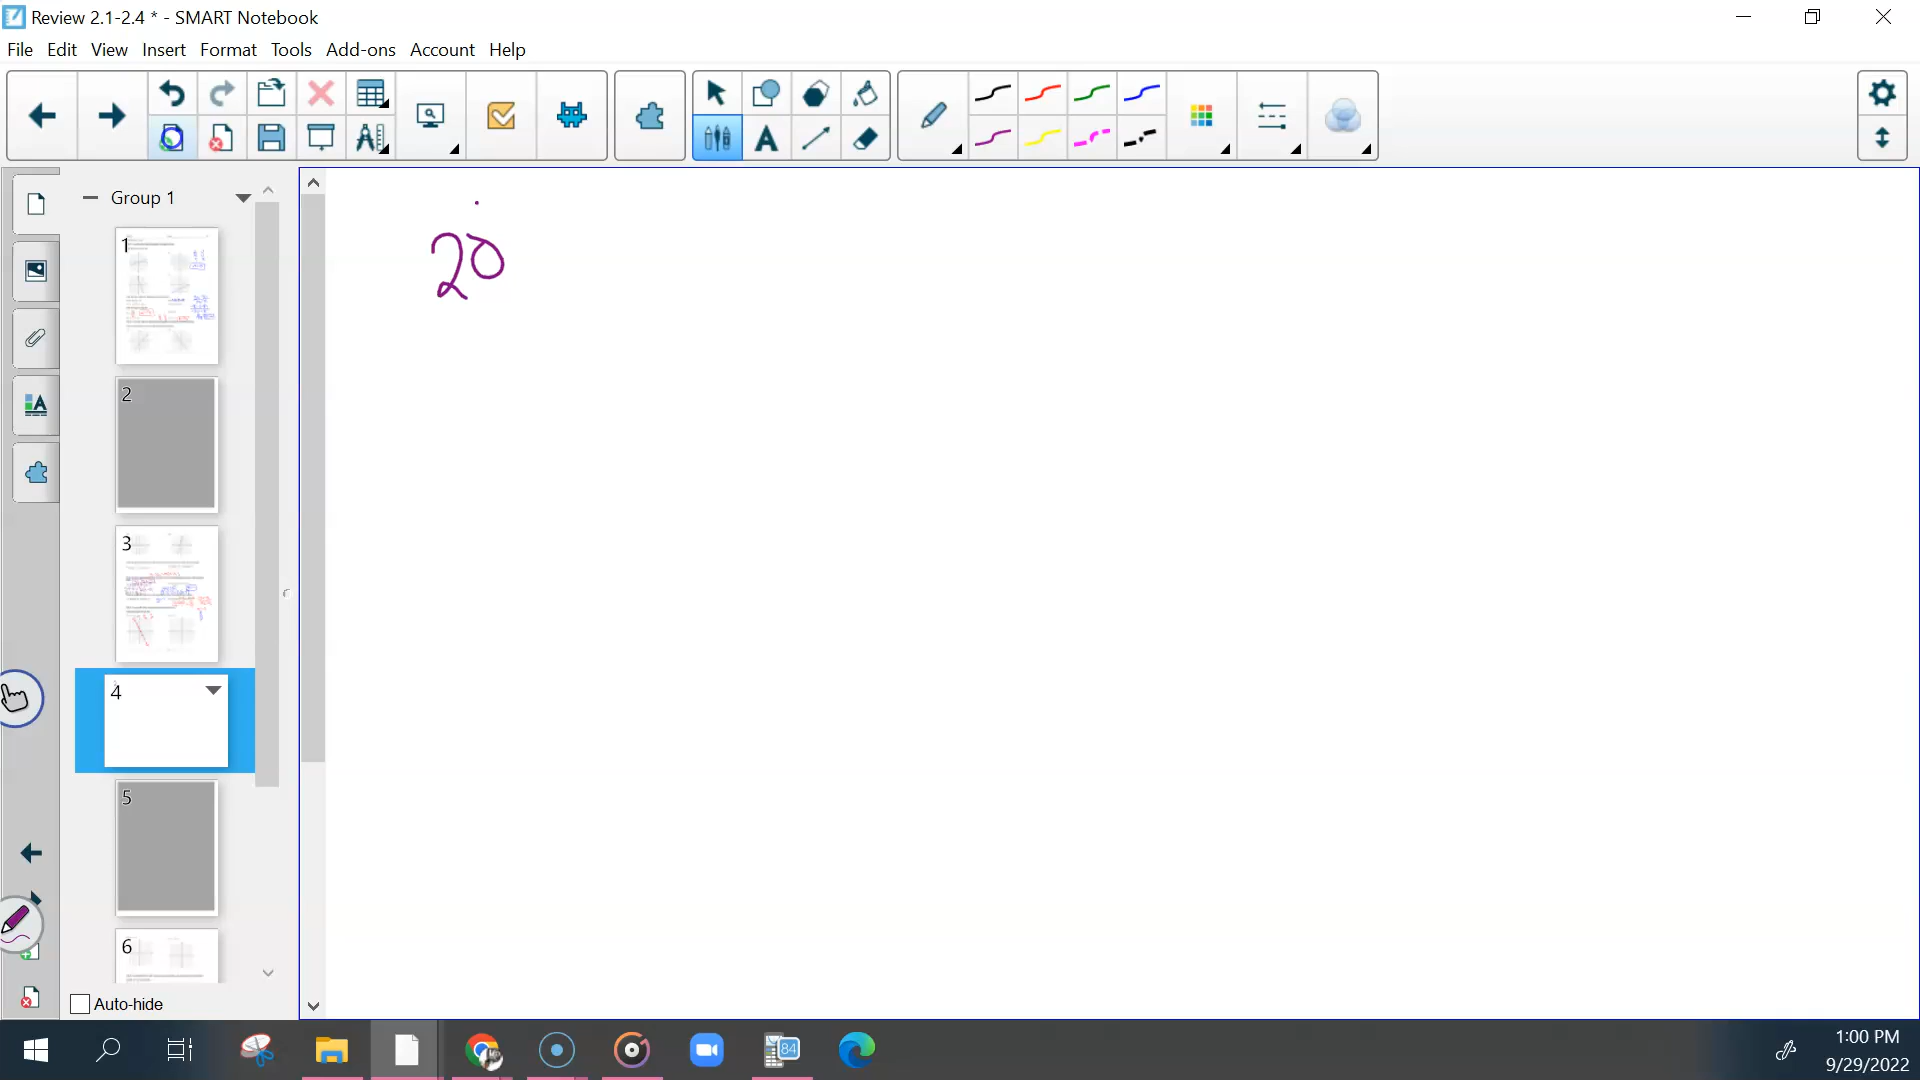 Review 2.1-2.4 * - SMART Notebook
File Edit View Insert Format Tools Add-ons Account Help
Group 1
20
1
2
3
4
5
6
Auto-hide
84
1:00 PM
9/29/2022